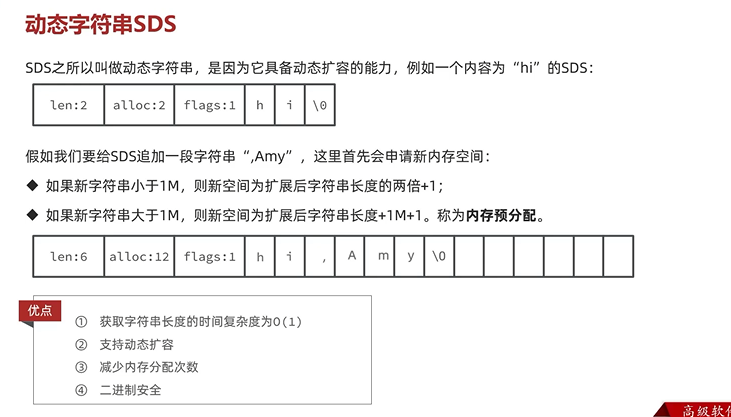 动态字符串SDS
SDS之所以叫做动态字符串，是因为它具备动态扩容的能力，例如一个内容为“hi”的SDS：
len:2 alloc:2 flags:1 h i \0
假如我们要给SDS追加一段字符串“,Amy”，这里首先会申请新内存空间：
◆ 如果新字符串小于1M，则新空间为扩展后字符串长度的两倍+1；
◆ 如果新字符串大于1M，则新空间为扩展后字符串长度+1M+1。称为内存预分配。
len:6 alloc:12 flags:1 h i , A m y \0
优点
① 获取字符串长度的时间复杂度为O(1)
② 支持动态扩容
③ 减少内存分配次数
④ 二进制安全
高级软